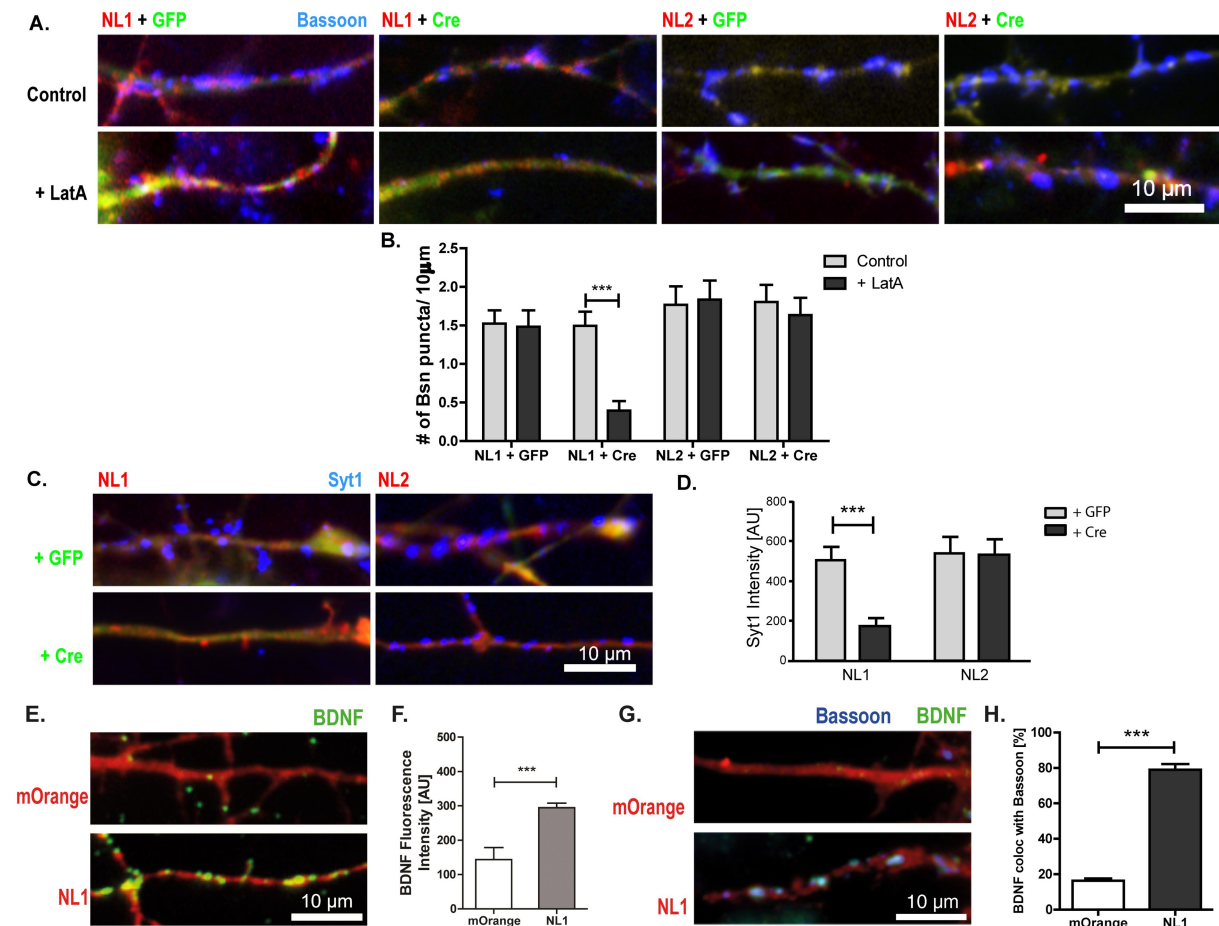 A.
NL1 + GFP Bassoon NL1 + Cre NL2 + GFP NL2 + Cre
Control
+ LatA
10 µm
B.
# of Bsn puncta/ 10µm
2.5
2.0
1.5
1.0
0.5
0.0
***
Control
+ LatA
NL1 + GFP NL1 + Cre NL2 + GFP NL2 + Cre
C.
NL1 Syt1 NL2
+ GFP
+ Cre
10 µm
D.
Syt1 Intensity [AU]
800
600
400
200
0
***
+ GFP
+ Cre
NL1 NL2
E.
BDNF
mOrange
NL1
10 µm
F.
BDNF Fluorescence
Intensity [AU]
500
400
300
200
100
0
***
mOrange NL1
G.
Bassoon BDNF
mOrange
NL1
10 µm
H.
BDNF coloc with Bassoon [%]
100
80
60
40
20
0
***
mOrange NL1